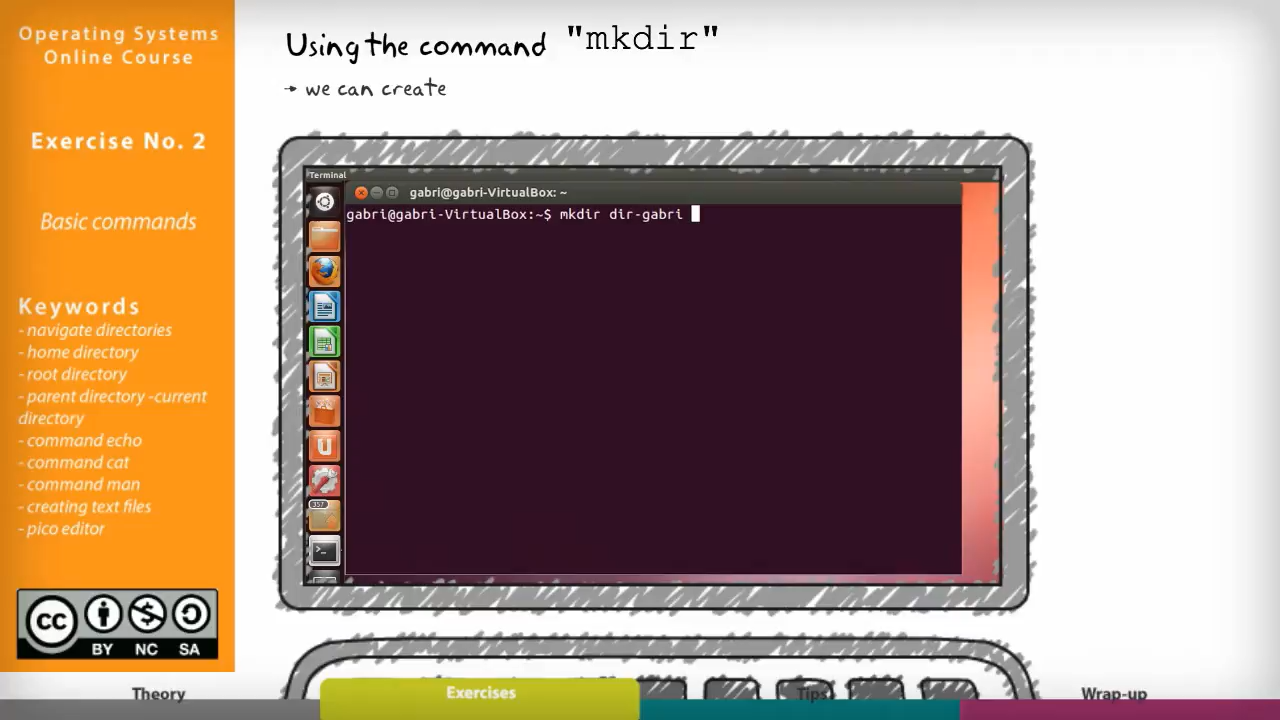 Operating Systems
Online Course
Exercise No. 2
Basic commands
Keywords
- navigate directories
- home directory
- root directory
- parent directory -current
directory
- command echo
- command cat
- command man
- creating text files
- pico editor
CC
BY NC SA
Using the command "mkdir"
→ we can create
Terminal
gabri@gabri-VirtualBox: ~
gabri@gabri-VirtualBox:~$ mkdir dir-gabri
357
Theory
Exercises
Tips
Wrap-up